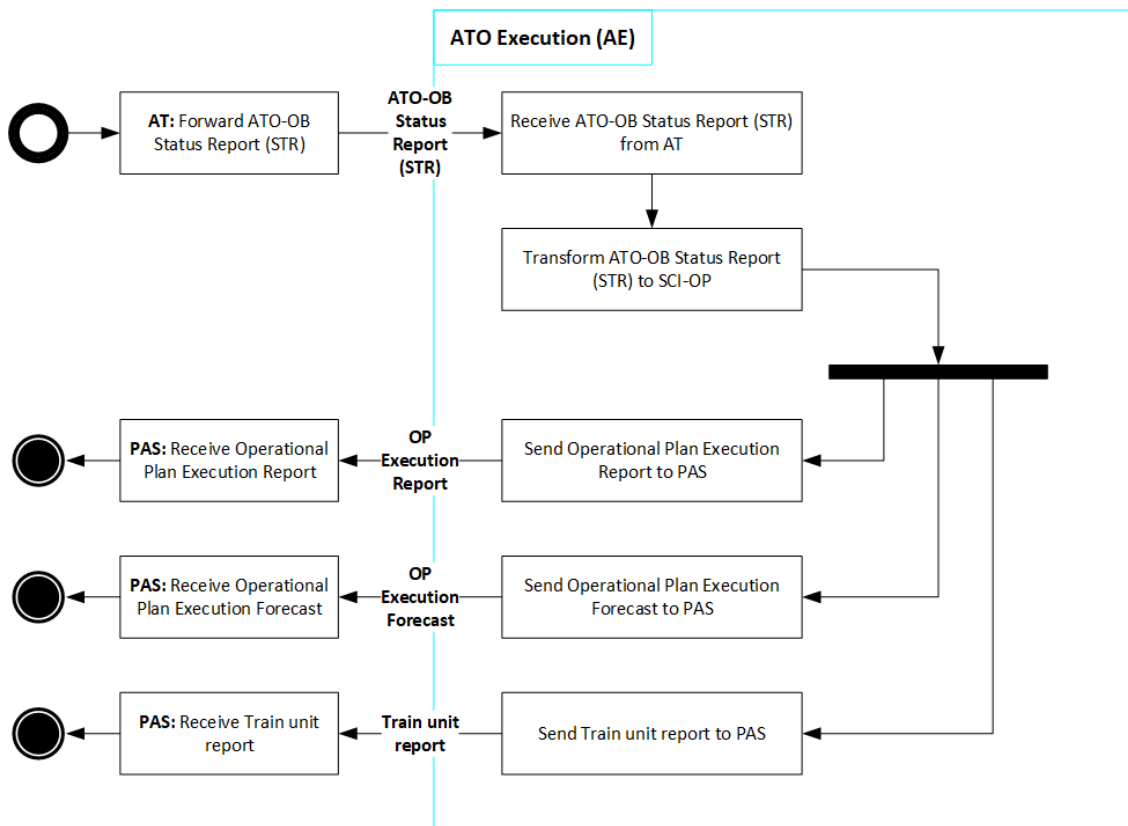 ATO Execution (AE)
AT: Forward ATO-OB
Status Report (STR)
ATO-OB
Status
Report
(STR)
Receive ATO-OB Status Report (STR)
from AT
Transform ATO-OB Status Report
(STR) to SCI-OP
PAS: Receive Operational
Plan Execution Report
OP
Execution
Report
Send Operational Plan Execution
Report to PAS
PAS: Receive Operational
Plan Execution Forecast
OP
Execution
Forecast
Send Operational Plan Execution
Forecast to PAS
PAS: Receive Train unit
report
Train unit
report
Send Train unit report to PAS